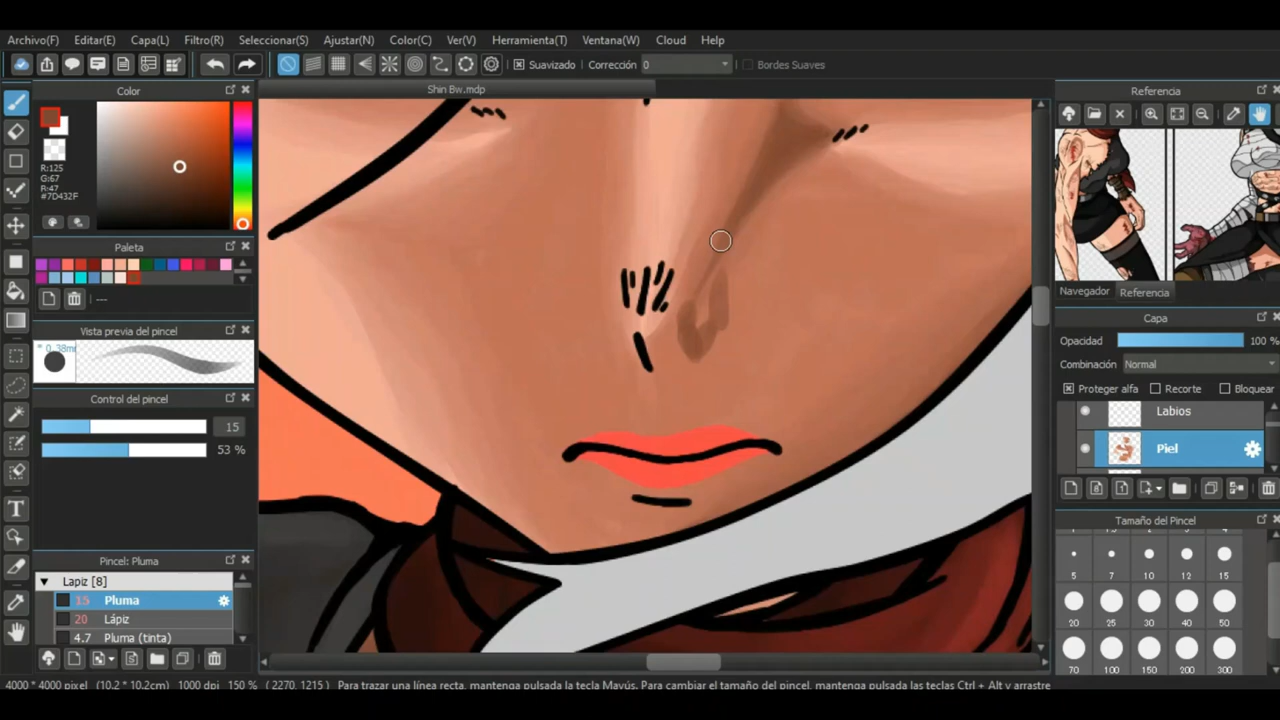 Archivo(F) Editar(E) Capa(L) Filtro(R) Seleccionar(S) Ajustar(N) Color(C) Ver(V) Herramienta(T) Ventana(W) Cloud Help
Suavizado Corrección 0 Bordes Suaves
Color
Shin Bw.mdp
Referencia
R:125
G:67
B:47
#7D432F
Paleta
---
Navegador Referencia
Vista previa del pincel
* 0.38mm
Capa
Opacidad 100 %
Combinación Normal
Proteger alfa Recorte Bloquear
Control del pincel
15
53 %
Labios
Piel
Tamaño del Pincel
Pincel: Pluma
Lapiz [8]
15 Pluma
20 Lápiz
4.7 Pluma (tinta)
5 7 10 12 15
20 25 30 40 50
70 100 150 200 300
4000 * 4000 pixel (10.2 * 10.2cm) 1000 dpi 150 % ( 2270, 1215 ) Para trazar una línea recta, mantenga pulsada la tecla Mayús. Para cambiar el tamaño del pincel, mantenga pulsadas las teclas Ctrl + Alt y arrastre